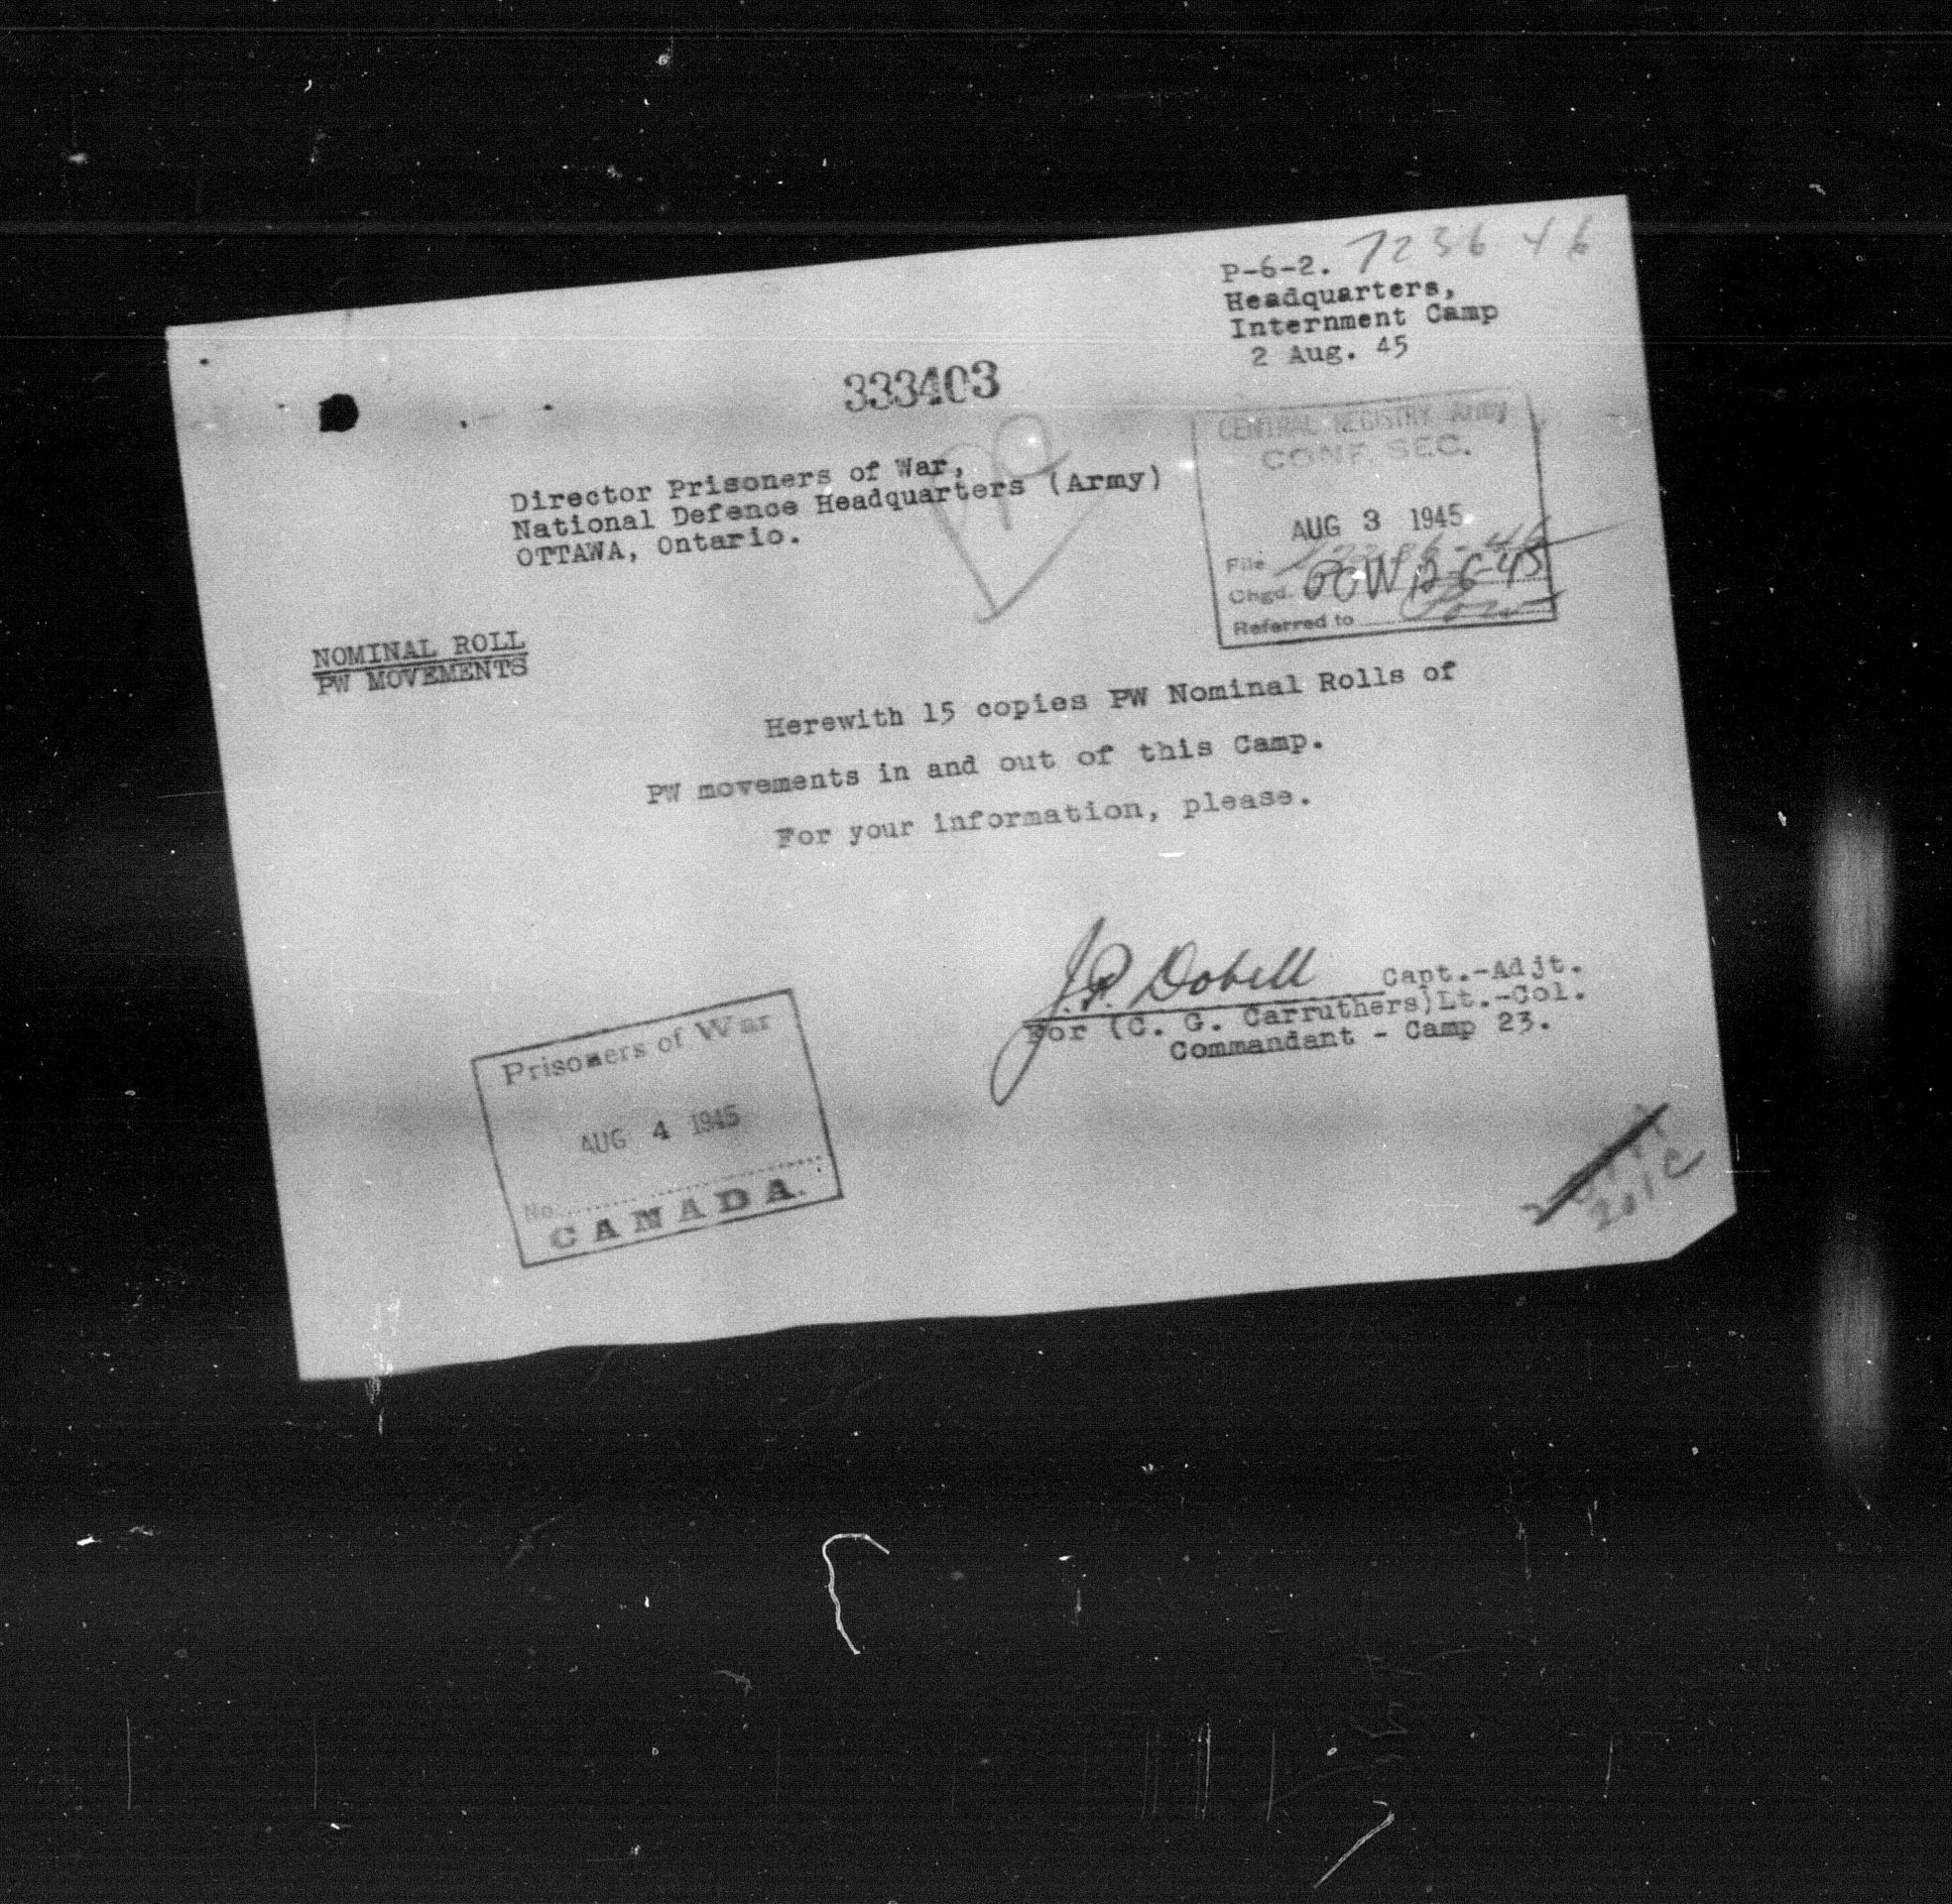 7236 46
P-6-2.
Headquarters,
Internment Camp
2 Aug. 45
333403
CENTRAL REGISTRY Army
CONF. SEC.
AUG 3 1945
File
Chgd.
Referred to
Director Prisoners of War,
National Defence Headquarters (Army)
OTTAWA, Ontario.
NOMINAL ROLL
PW MOVEMENTS
Herewith 15 copies PW Nominal Rolls of
PW movements in and out of this Camp.
For your information, please.
J.P. Dobell Capt.-Adjt.
For (C. G. Carruthers)Lt.-Col.
Commandant - Camp 23.
Prisoners of War
AUG 4 1945
No.
CANADA.